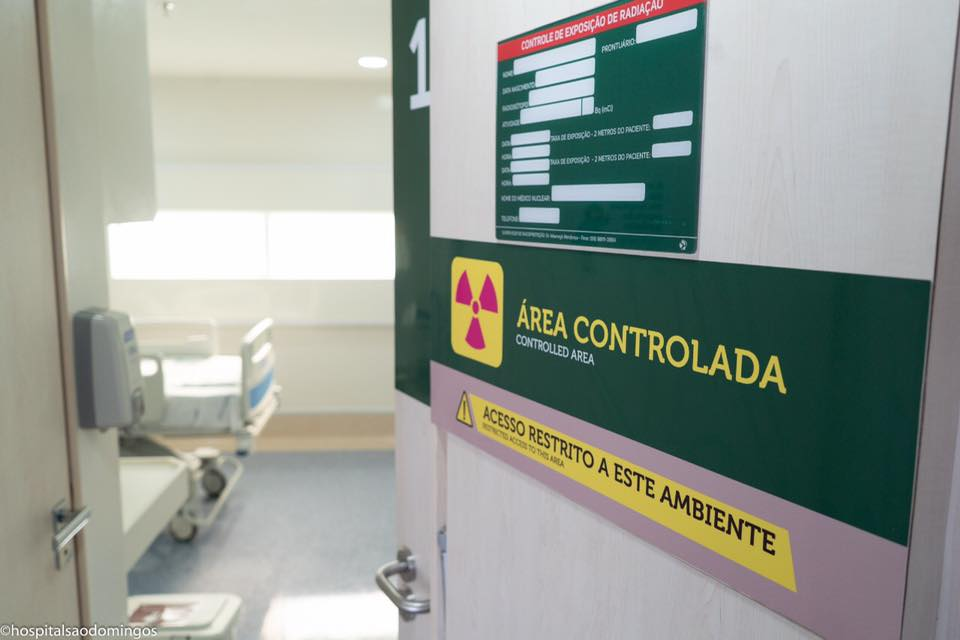 1
CONTROLE DE EXPOSIÇÃO DE RADIAÇÃO
NOME:
PRONTUÁRIO:
DATA NASCIMENTO:
RADIOISÓTOPO:
ATIVIDADE: Bq (mCi)
DATA: TAXA DE EXPOSIÇÃO - 2 METROS DO PACIENTE:
HORA:
DATA: TAXA DE EXPOSIÇÃO - 2 METROS DO PACIENTE:
HORA:
NOME DO MÉDICO NUCLEAR:
TELEFONE:
ÁREA CONTROLADA
CONTROLLED AREA
ACESSO RESTRITO A ESTE AMBIENTE
RESTRICTED ACCESS TO THIS AREA
©hospitalsaodomingos